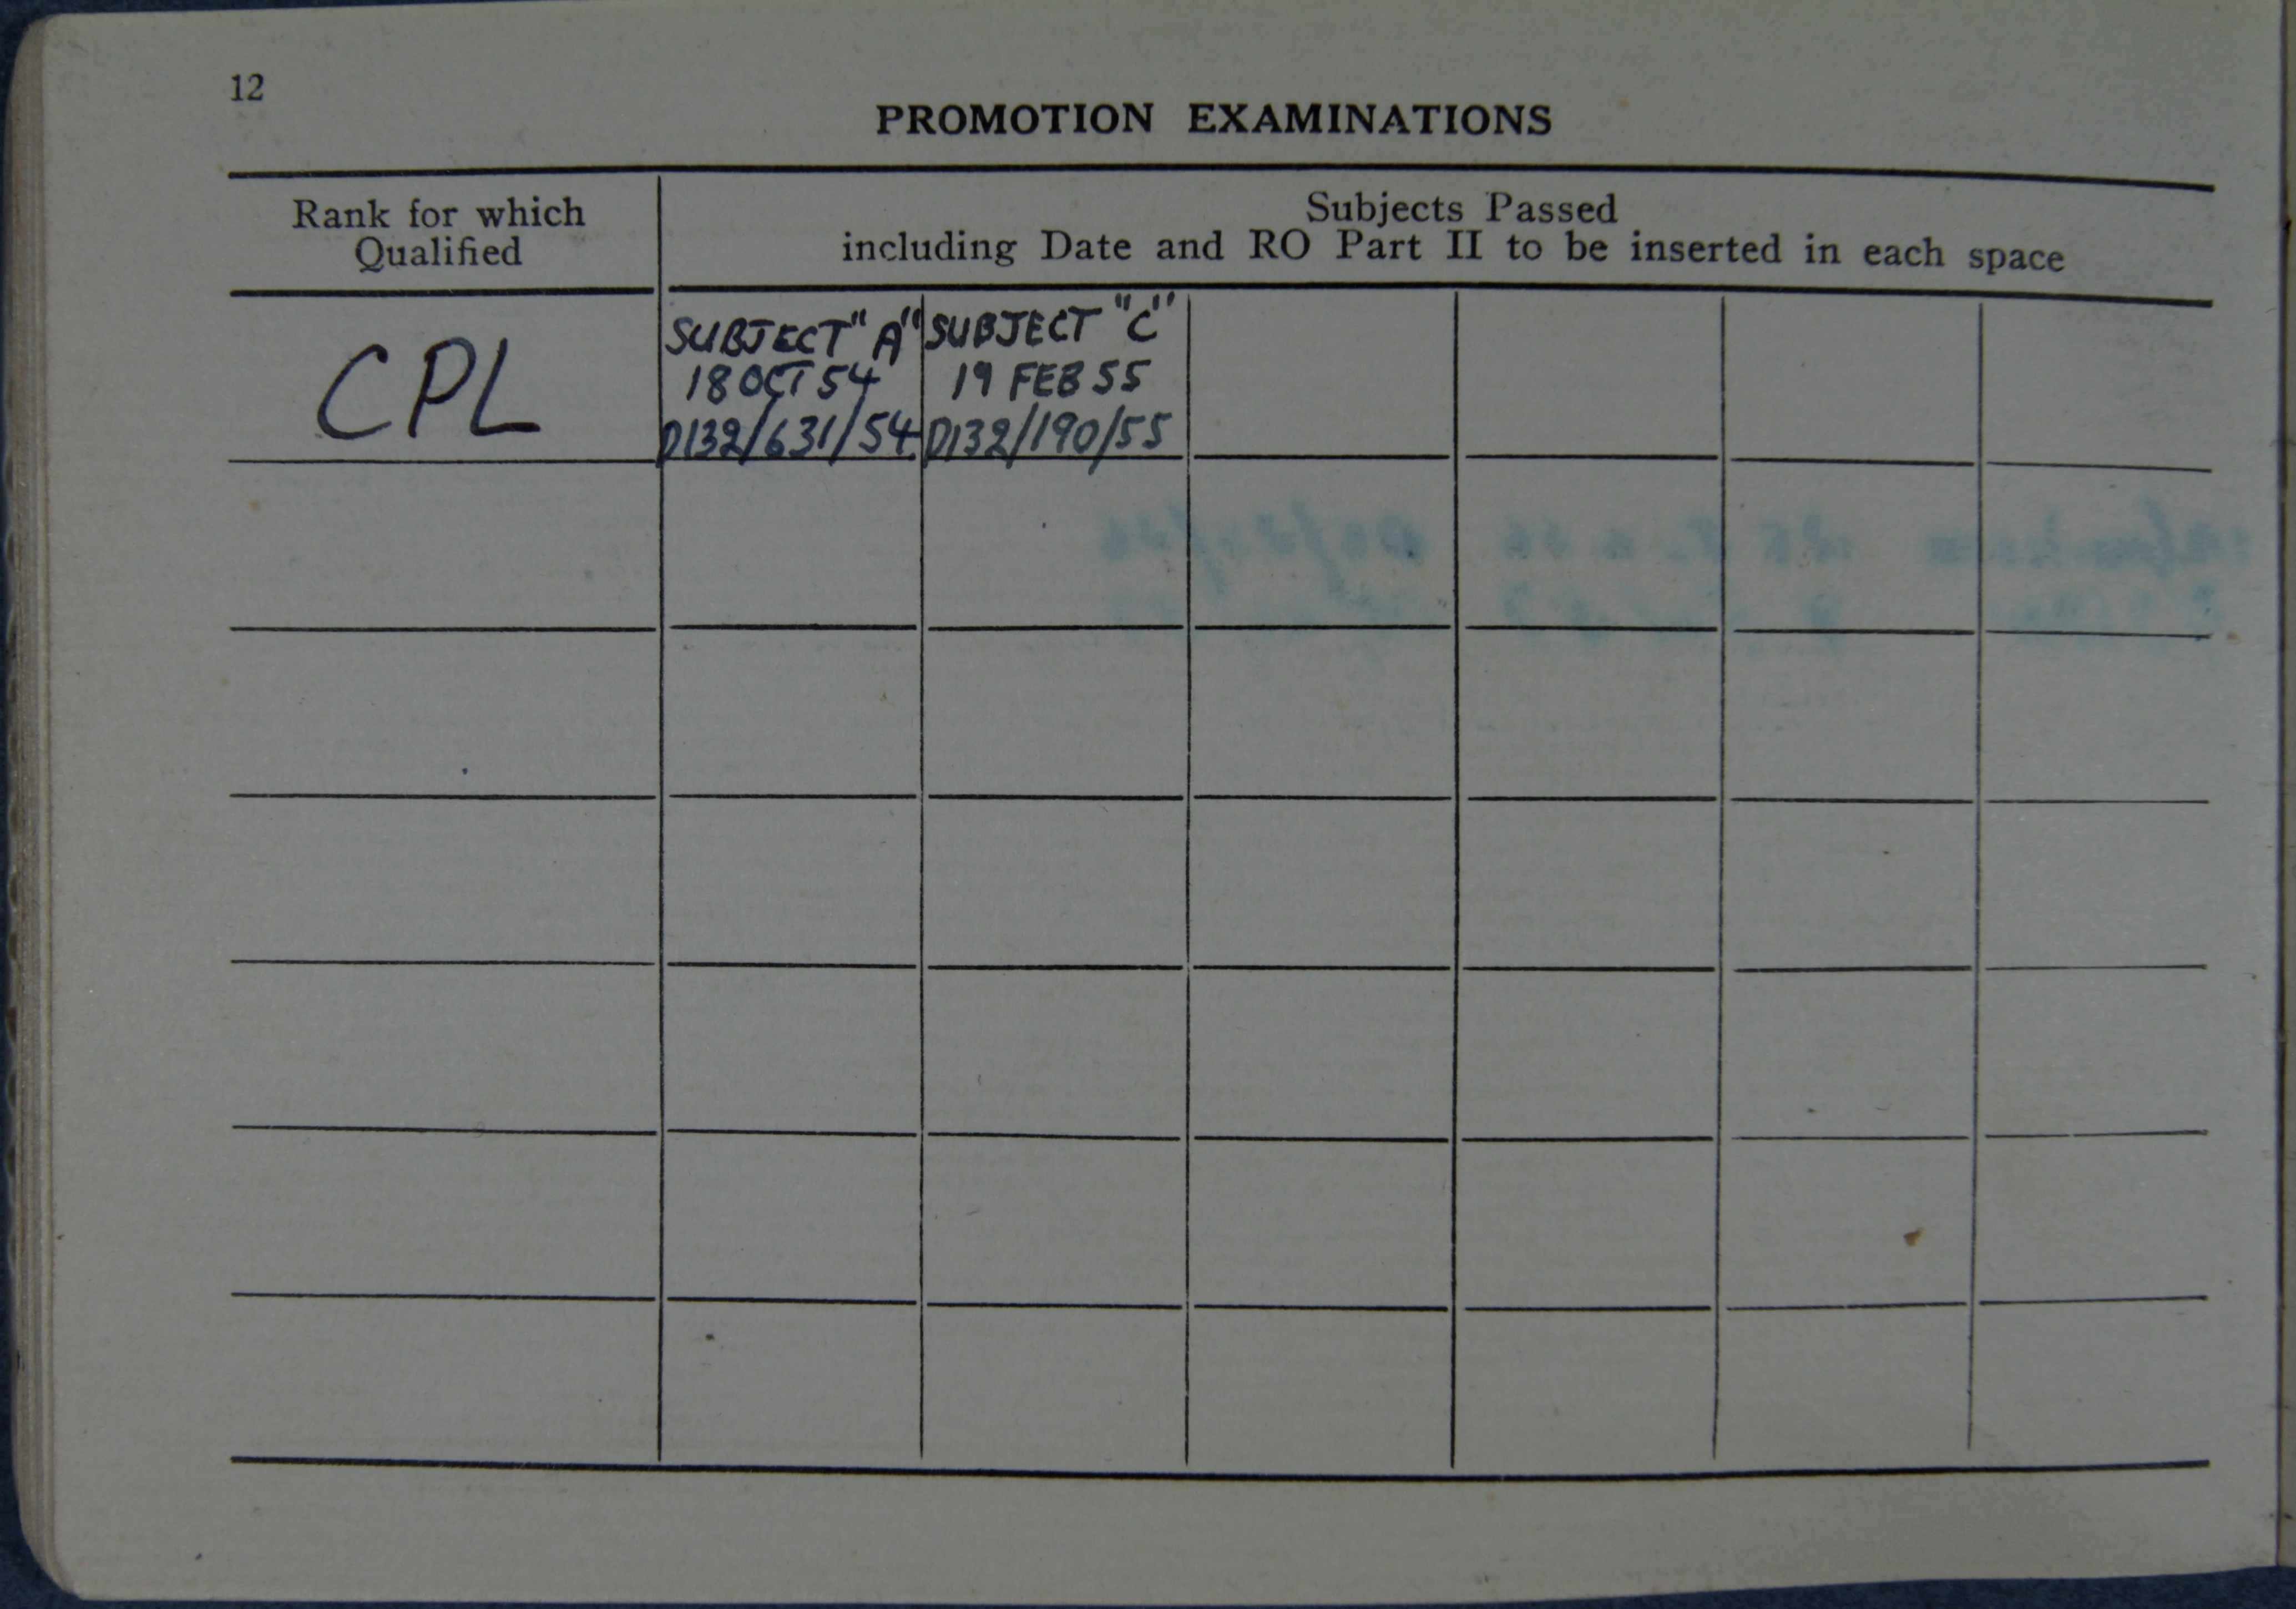 12
PROMOTION EXAMINATIONS
Rank for which
Qualified
Subjects Passed
including Date and RO Part II to be inserted in each space
CPL
SUBJECT "A"
18 OCT 54
D132/631/54
SUBJECT "C"
19 FEB 55
D132/190/55